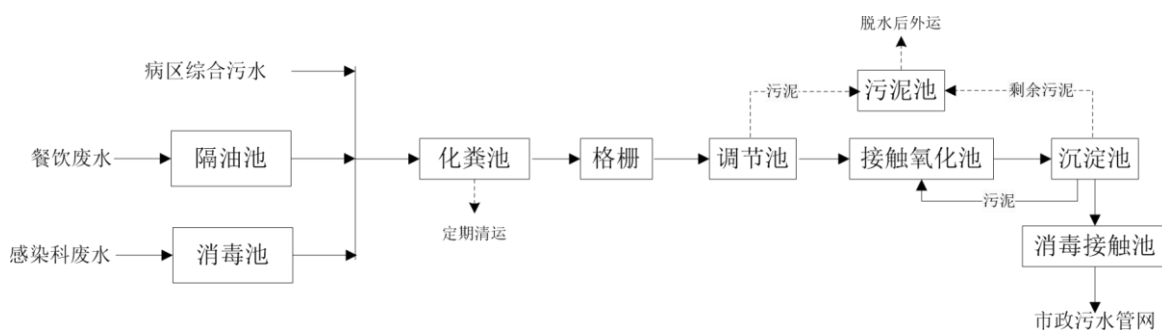 脱水后外运
病区综合污水
污泥
污泥池
剩余污泥
餐饮废水
隔油池
化粪池
格栅
调节池
接触氧化池
沉淀池
污泥
定期清运
感染科废水
消毒池
消毒接触池
市政污水管网